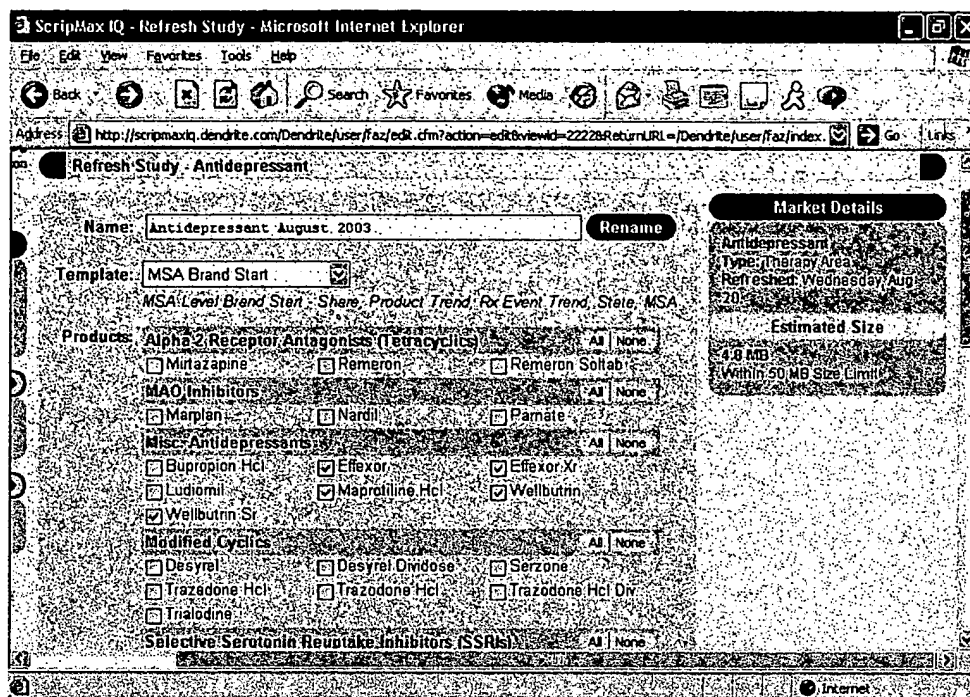 ScripMax IQ - Refresh Study - Microsoft Internet Explorer
File Edit View Favorites Tools Help
Back Search Favorites Media
Address http://scripmaxiq.dendrite.com/Dendrite/user/faz/edit.cfm?action=edit&viewid=2222&ReturnURL=/Dendrite/user/faz/index. Go Links
Refresh Study - Antidepressant
Name: Antidepressant August 2003 Rename
Template: MSA Brand Start
MSA Level Brand Start, Share, Product Trend, Rx Event Trend, State, MSA
Products: Alpha-2 Receptor Antagonists (Tetracyclics) All None
Mirtazapine Remeron Remeron Soltab
MAO Inhibitors All None
Marplan Nardil Parnate
Misc. Antidepressants All None
Bupropion Hcl Effexor Effexor Xr
Ludiomil Maprotiline Hcl Wellbutrin
Wellbutrin Sr
Modified Cyclics All None
Desyrel Desyrel Dividose Serzone
Trazadone Hcl Trazodone Hcl Trazodone Hcl Div
Trialodine
Selective Serotonin Reuptake Inhibitors (SSRIs) All None
Market Details
Antidepressant
Type: Therapy Area
Refreshed: Wednesday, Aug
20
Estimated Size
4.8 MB
Within 50 MB Size Limit
Internet